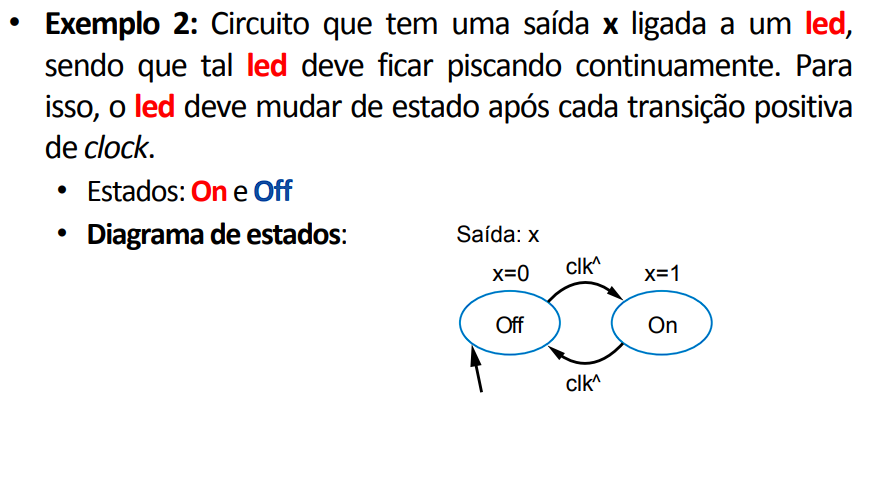 • Exemplo 2: Circuito que tem uma saída x ligada a um led,
sendo que tal led deve ficar piscando continuamente. Para
isso, o led deve mudar de estado após cada transição positiva
de clock.
• Estados: On e Off
• Diagrama de estados:
Saída: x
x=0
clk^
x=1
Off
On
clk^